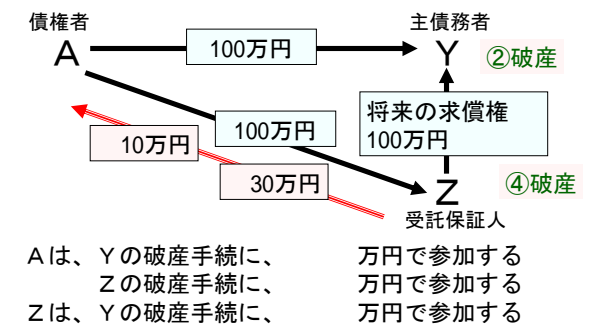 債権者
主債務者
A
100万円
Y
②破産
将来の求償権
100万円
100万円
10万円
30万円
Z
④破産
受託保証人
Aは、Yの破産手続に、　　　万円で参加する
Zの破産手続に、　　　万円で参加する
Zは、Yの破産手続に、　　　万円で参加する